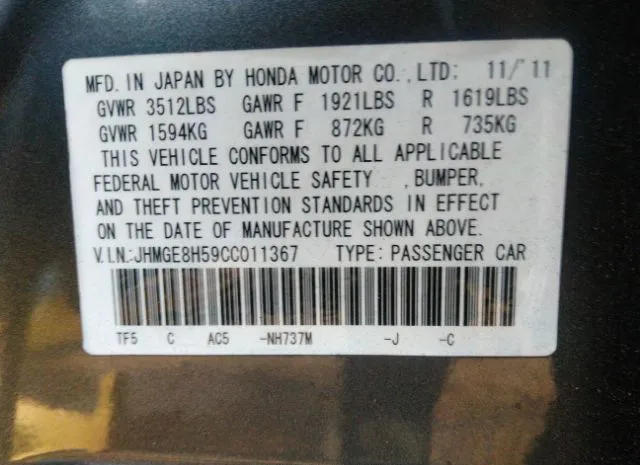 MFD. IN JAPAN BY HONDA MOTOR CO., LTD: 11/11
GVWR 3512LBS GAWR F 1921LBS R 1619LBS
GVWR 1594KG GAWR F 872KG R 735KG
THIS VEHICLE CONFORMS TO ALL APPLICABLE
FEDERAL MOTOR VEHICLE SAFETY , BUMPER,
AND THEFT PREVENTION STANDARDS IN EFFECT
ON THE DATE OF MANUFACTURE SHOWN ABOVE.
V.I.N.:JHMGE8H59CC011367 TYPE: PASSENGER CAR
TF5 C AC5 -NH737M -J -C